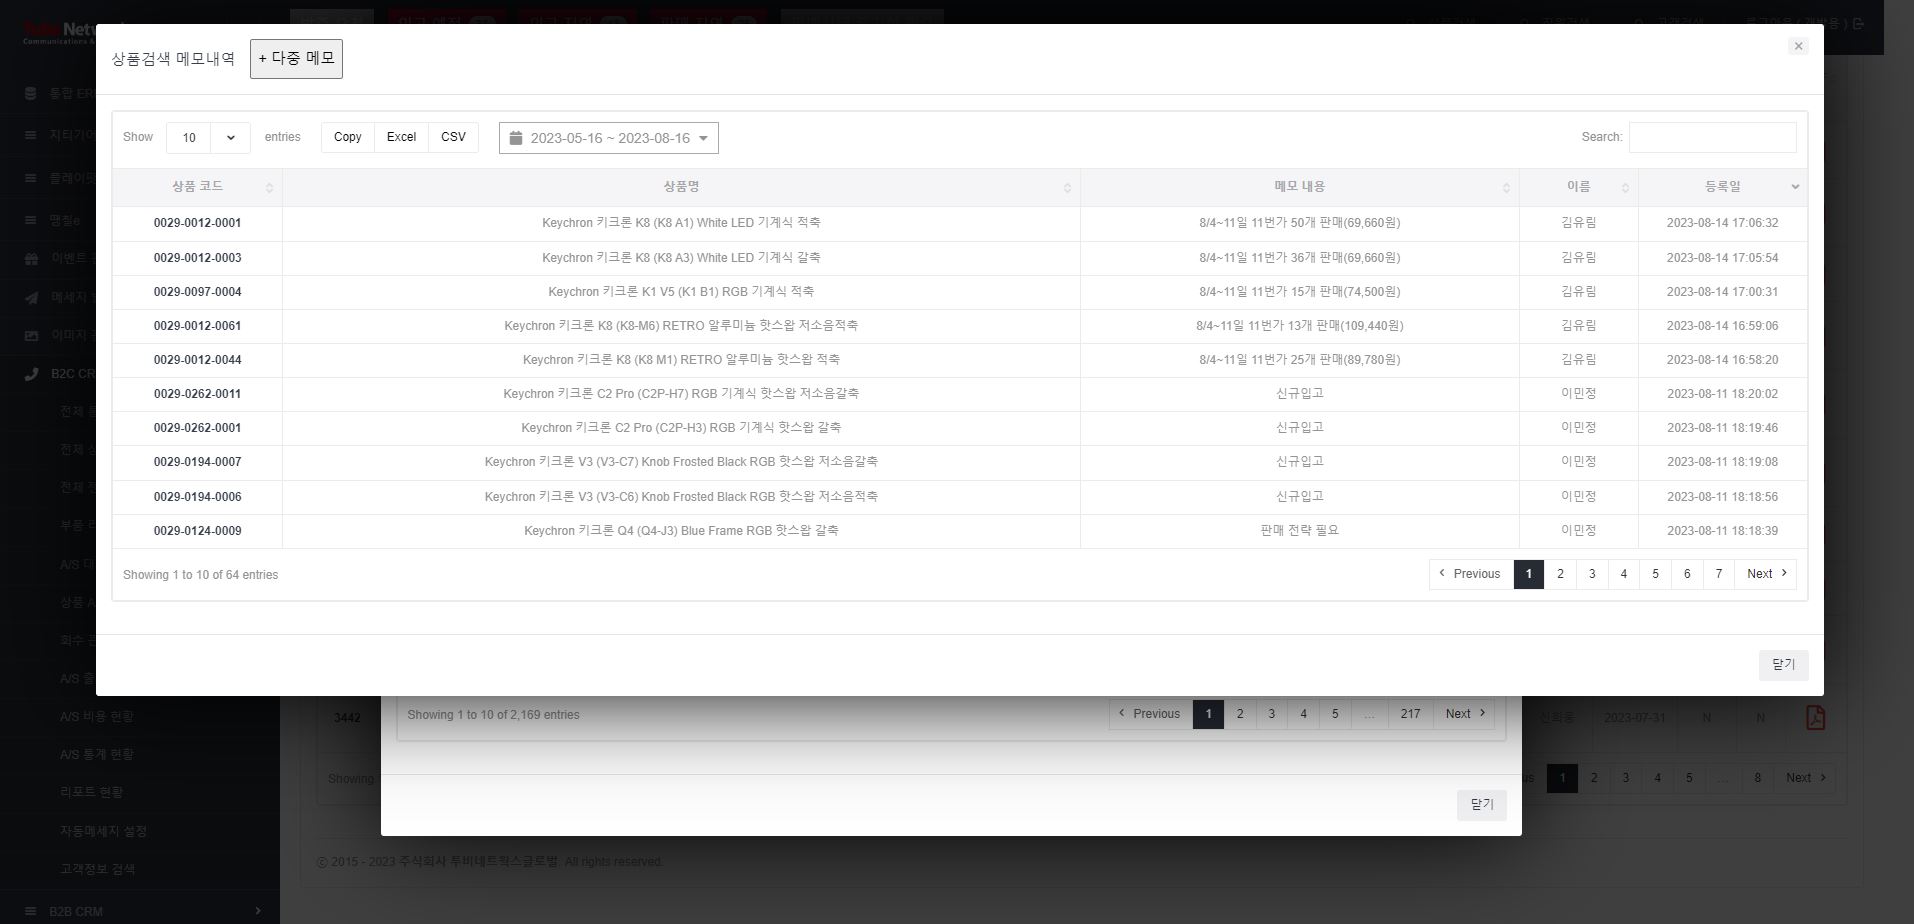 상품검색 메모내역
+ 다중 메모
×
Show 10 entries
Copy Excel CSV
2023-05-16 ~ 2023-08-16
Search:
상품 코드 상품명 메모 내용 이름 등록일
0029-0012-0001 Keychron 키크론 K8 (K8 A1) White LED 기계식 적축 8/4~11일 11번가 50개 판매(69,660원) 김유림 2023-08-14 17:06:32
0029-0012-0003 Keychron 키크론 K8 (K8 A3) White LED 기계식 갈축 8/4~11일 11번가 36개 판매(69,660원) 김유림 2023-08-14 17:05:54
0029-0097-0004 Keychron 키크론 K1 V5 (K1 B1) RGB 기계식 적축 8/4~11일 11번가 15개 판매(74,500원) 김유림 2023-08-14 17:00:31
0029-0012-0061 Keychron 키크론 K8 (K8-M6) RETRO 알루미늄 핫스왑 저소음적축 8/4~11일 11번가 13개 판매(109,440원) 김유림 2023-08-14 16:59:06
0029-0012-0044 Keychron 키크론 K8 (K8 M1) RETRO 알루미늄 핫스왑 적축 8/4~11일 11번가 25개 판매(89,780원) 김유림 2023-08-14 16:58:20
0029-0262-0011 Keychron 키크론 C2 Pro (C2P-H7) RGB 기계식 핫스왑 저소음갈축 신규입고 이민정 2023-08-11 18:20:02
0029-0262-0001 Keychron 키크론 C2 Pro (C2P-H3) RGB 기계식 핫스왑 갈축 신규입고 이민정 2023-08-11 18:19:46
0029-0194-0007 Keychron 키크론 V3 (V3-C7) Knob Frosted Black RGB 핫스왑 저소음갈축 신규입고 이민정 2023-08-11 18:19:08
0029-0194-0006 Keychron 키크론 V3 (V3-C6) Knob Frosted Black RGB 핫스왑 저소음적축 신규입고 이민정 2023-08-11 18:18:56
0029-0124-0009 Keychron 키크론 Q4 (Q4-J3) Blue Frame RGB 핫스왑 갈축 판매 전략 필요 이민정 2023-08-11 18:18:39
Showing 1 to 10 of 64 entries
Previous 1 2 3 4 5 6 7 Next
닫기
Showing 1 to 10 of 2,169 entries
Previous 1 2 3 4 5 ... 217 Next
닫기
통합
이벤트
이미지
B2C
전체
전체
전체
A/S
상품
회수
A/S
A/S 비용 현황
A/S 통계 현황
리포트 현황
자동메세지 설정
고객정보 검색
B2B CRM
3442
2023-07-31 N N
Showing
1 2 3 4 5 ... 8 Next
ⓒ 2015 - 2023 주식회사 투비네트웍스글로벌. All rights reserved.